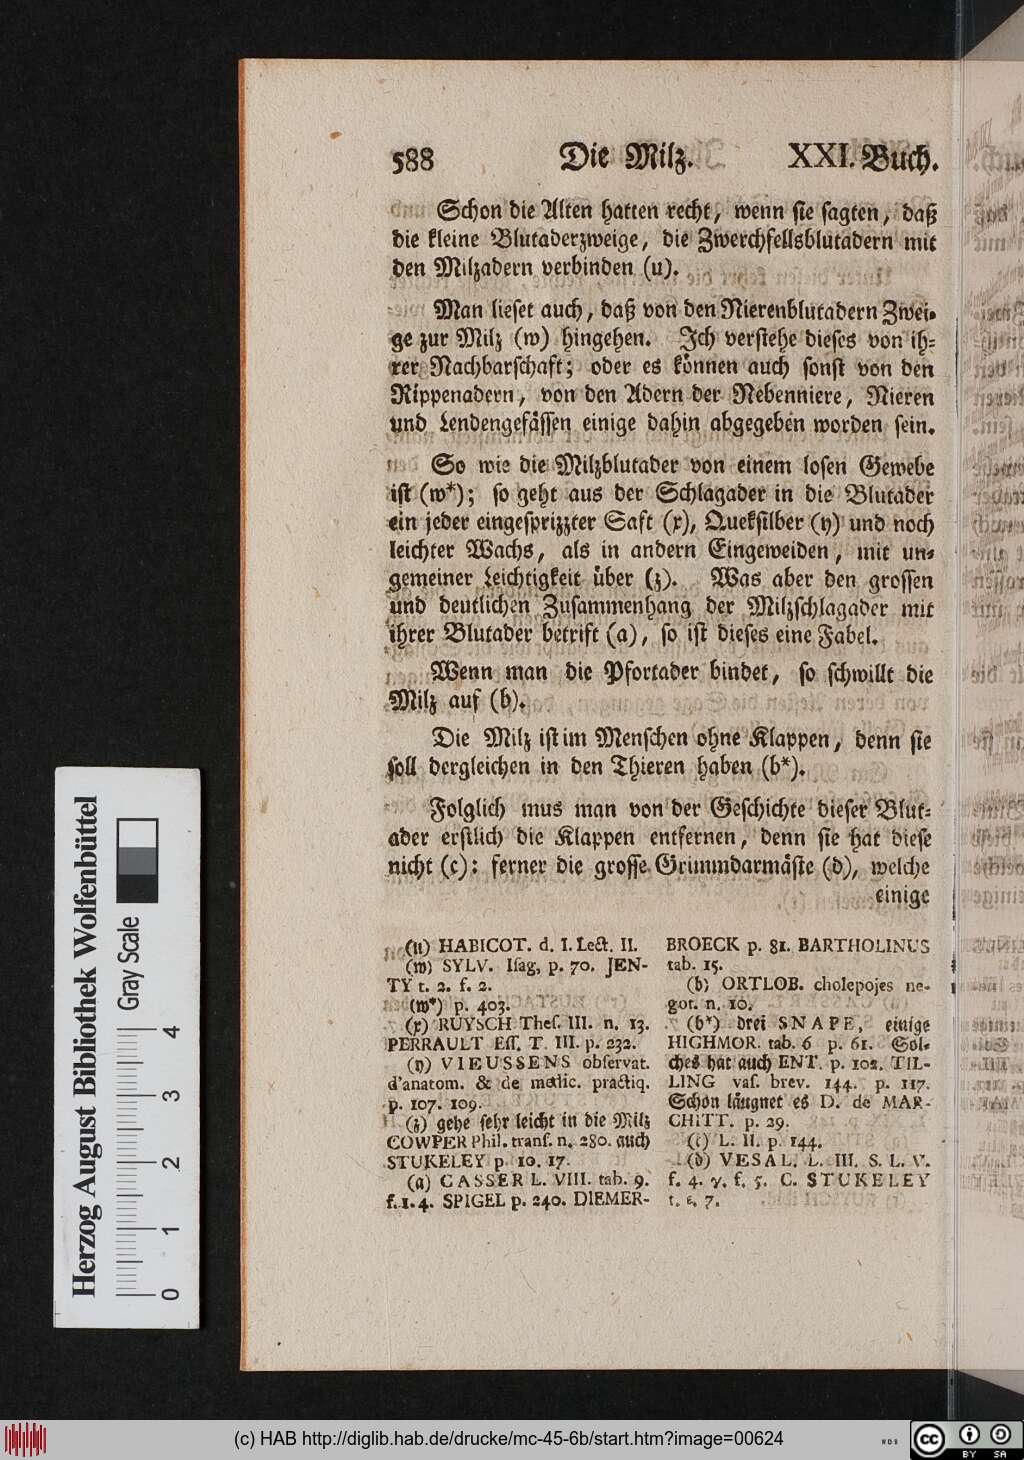 588 Die Milz. XXI. Buch.
Schon die Alten hatten recht, wenn sie sagten, daß
die kleine Blutaderzweige, die Zwerchfellsblutadern mit
den Milzadern verbinden (u).
Man lieset auch, daß von den Nierenblutadern Zwei-
ge zur Milz (w) hingehen. Ich verstehe dieses von ih-
rer Nachbarschaft; oder es können auch sonst von den
Rippenadern, von den Adern der Nebenniere, Nieren
und Lendengefässen einige dahin abgegeben worden sein.
So wie die Milzblutader von einem losen Gewebe
ist (w*); so geht aus der Schlagader in die Blutader
ein jeder eingesprizzter Saft (x), Queksilber (y) und noch
leichter Wachs, als in andern Eingeweiden, mit un-
gemeiner Leichtigkeit über (z). Was aber den grossen
und deutlichen Zusammenhang der Milzschlagader mit
ihrer Blutader betrift (a), so ist dieses eine Fabel.
Wenn man die Pfortader bindet, so schwillt die
Milz auf (b).
Die Milz ist im Menschen ohne Klappen, denn sie
soll dergleichen in den Thieren haben (b*).
Folglich mus man von der Geschichte dieser Blut-
ader erstlich die Klappen entfernen, denn sie hat diese
nicht (c): ferner die grosse Grimmdarmäste (d), welche
einige
(u) HABICOT. d. I. Lect. II.
(w) SYLV. Isag, p. 70. JEN-
TY t. 2. f. 2.
(w*) p. 403.
(x) RUYSCH Thes. III. n. 13.
PERRAULT Ess. T. III. p. 232.
(y) VIEUSSENS observat.
d'anatom. & de medic. practiq.
p. 107. 109.
(z) gehe sehr leicht in die Milz
COWPER Phil. trans. n. 280. auch
STUKELEY p. 10. 17.
(a) CASSER L. VIII. tab. 9.
f. 1. 4. SPIGEL p. 240. DIEMER-
BROECK p. 81. BARTHOLINUS
tab. 15.
(b) ORTLOB. cholepojes ne-
got. n. 10.
(b*) drei SNAPE, einige
HIGHMOR. tab. 6 p. 61. Sol-
ches hat auch ENT. p. 102. TIL-
LING vas. brev. 144. p. 117.
Schon läugnet es D. de MAR-
CHITT. p. 29.
(c) L. II. p. 144.
(d) VESAL. L. III. S. L. V.
f. 4. γ. f. 5. C. STUKELEY
t. ε. 7.
Herzog August Bibliothek Wolfenbüttel
Gray Scale
0 1 2 3 4
(c) HAB http://diglib.hab.de/drucke/mc-45-6b/start.htm?image=00624
WDB
cc BY SA